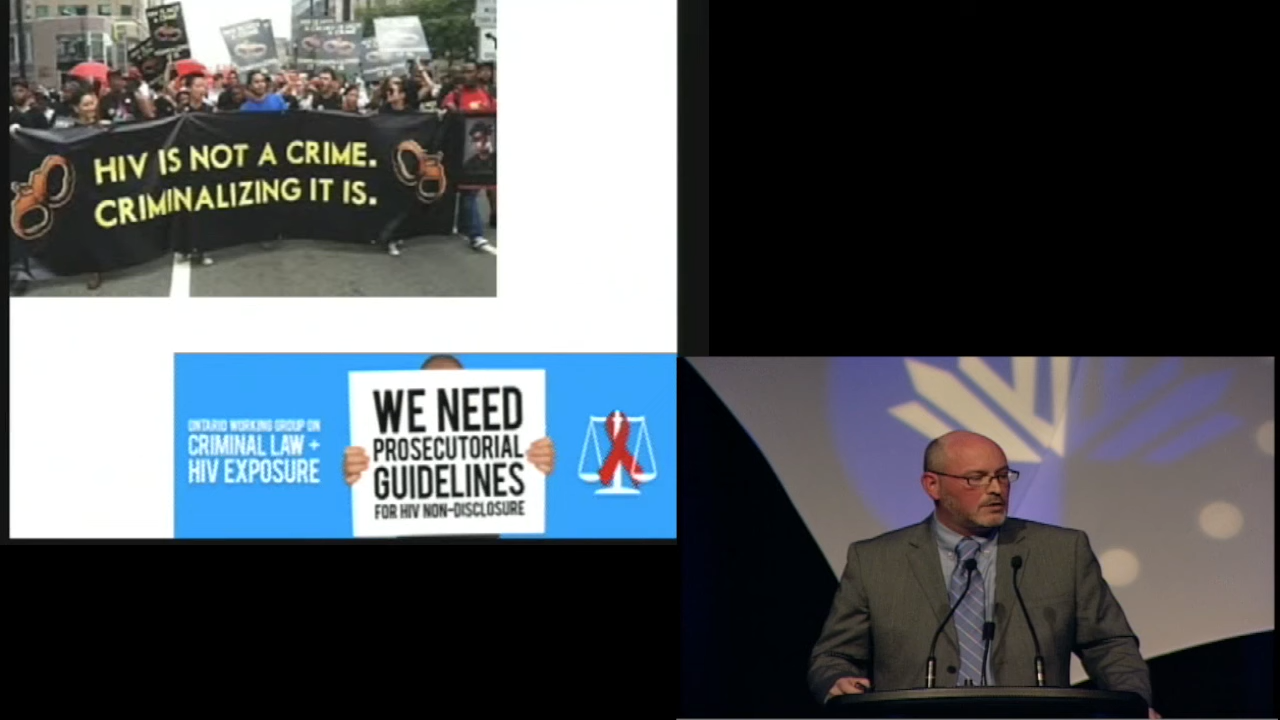 HIV IS NOT A CRIME.
CRIMINALIZING IT IS.
ONTARIO WORKING GROUP ON
CRIMINAL LAW +
HIV EXPOSURE
WE NEED
PROSECUTORIAL
GUIDELINES
FOR HIV NON-DISCLOSURE